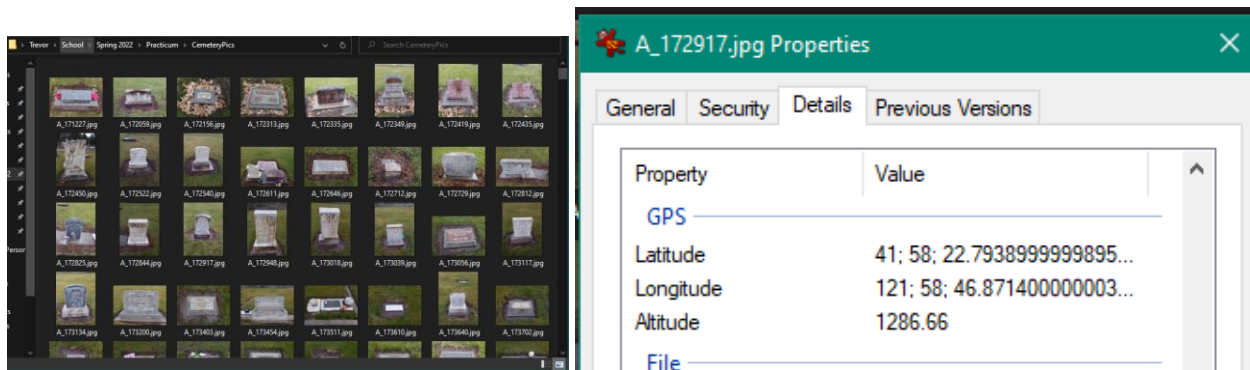 Trevor › School › Spring 2022 › Practicum › CemeteryPics
Search CemeteryPics
A_171227.jpg A_172059.jpg A_172156.jpg A_172313.jpg A_172335.jpg A_172349.jpg A_172419.jpg A_172435.jpg
A_172450.jpg A_172522.jpg A_172540.jpg A_172611.jpg A_172646.jpg A_172712.jpg A_172729.jpg A_172812.jpg
A_172825.jpg A_172844.jpg A_172917.jpg A_172948.jpg A_173018.jpg A_173039.jpg A_173056.jpg A_173117.jpg
A_173134.jpg A_173200.jpg A_173403.jpg A_173454.jpg A_173511.jpg A_173610.jpg A_173640.jpg A_173702.jpg
Person
A_172917.jpg Properties
General Security Details Previous Versions
Property Value
GPS
Latitude 41; 58; 22.7938999999895...
Longitude 121; 58; 46.871400000003...
Altitude 1286.66
File